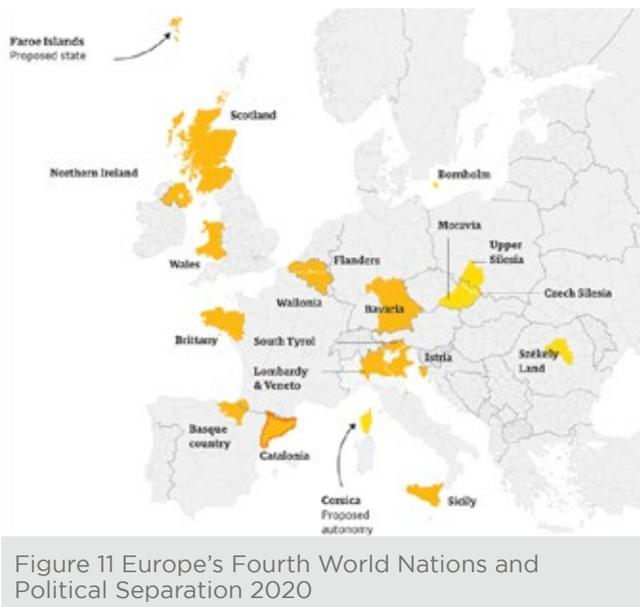 Faroe Islands
Proposed state
Scotland
Northern Ireland
Bornholm
Moravia
Upper
Silesia
Wales
Flanders
Czech Silesia
Wallonia
Bavaria
Brittany
South Tyrol
Istria
Székely
Land
Lombardy
& Veneto
Basque
country
Catalonia
Corsica
Proposed
autonomy
Sicily
Figure 11 Europe’s Fourth World Nations and
Political Separation 2020